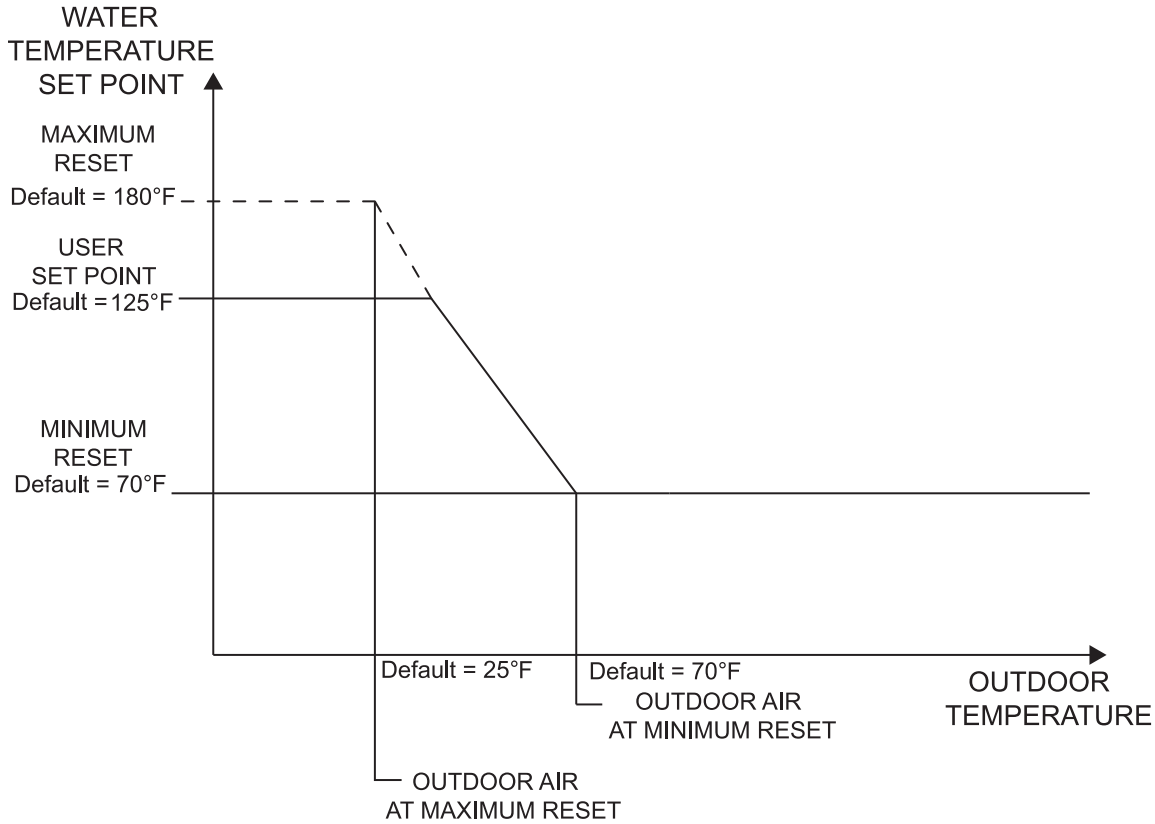 WATER
TEMPERATURE
SET POINT
MAXIMUM
RESET
Default = 180°F
USER
SET POINT
Default = 125°F
MINIMUM
RESET
Default = 70°F
Default = 25°F
Default = 70°F
OUTDOOR
TEMPERATURE
OUTDOOR AIR
AT MINIMUM RESET
OUTDOOR AIR
AT MAXIMUM RESET